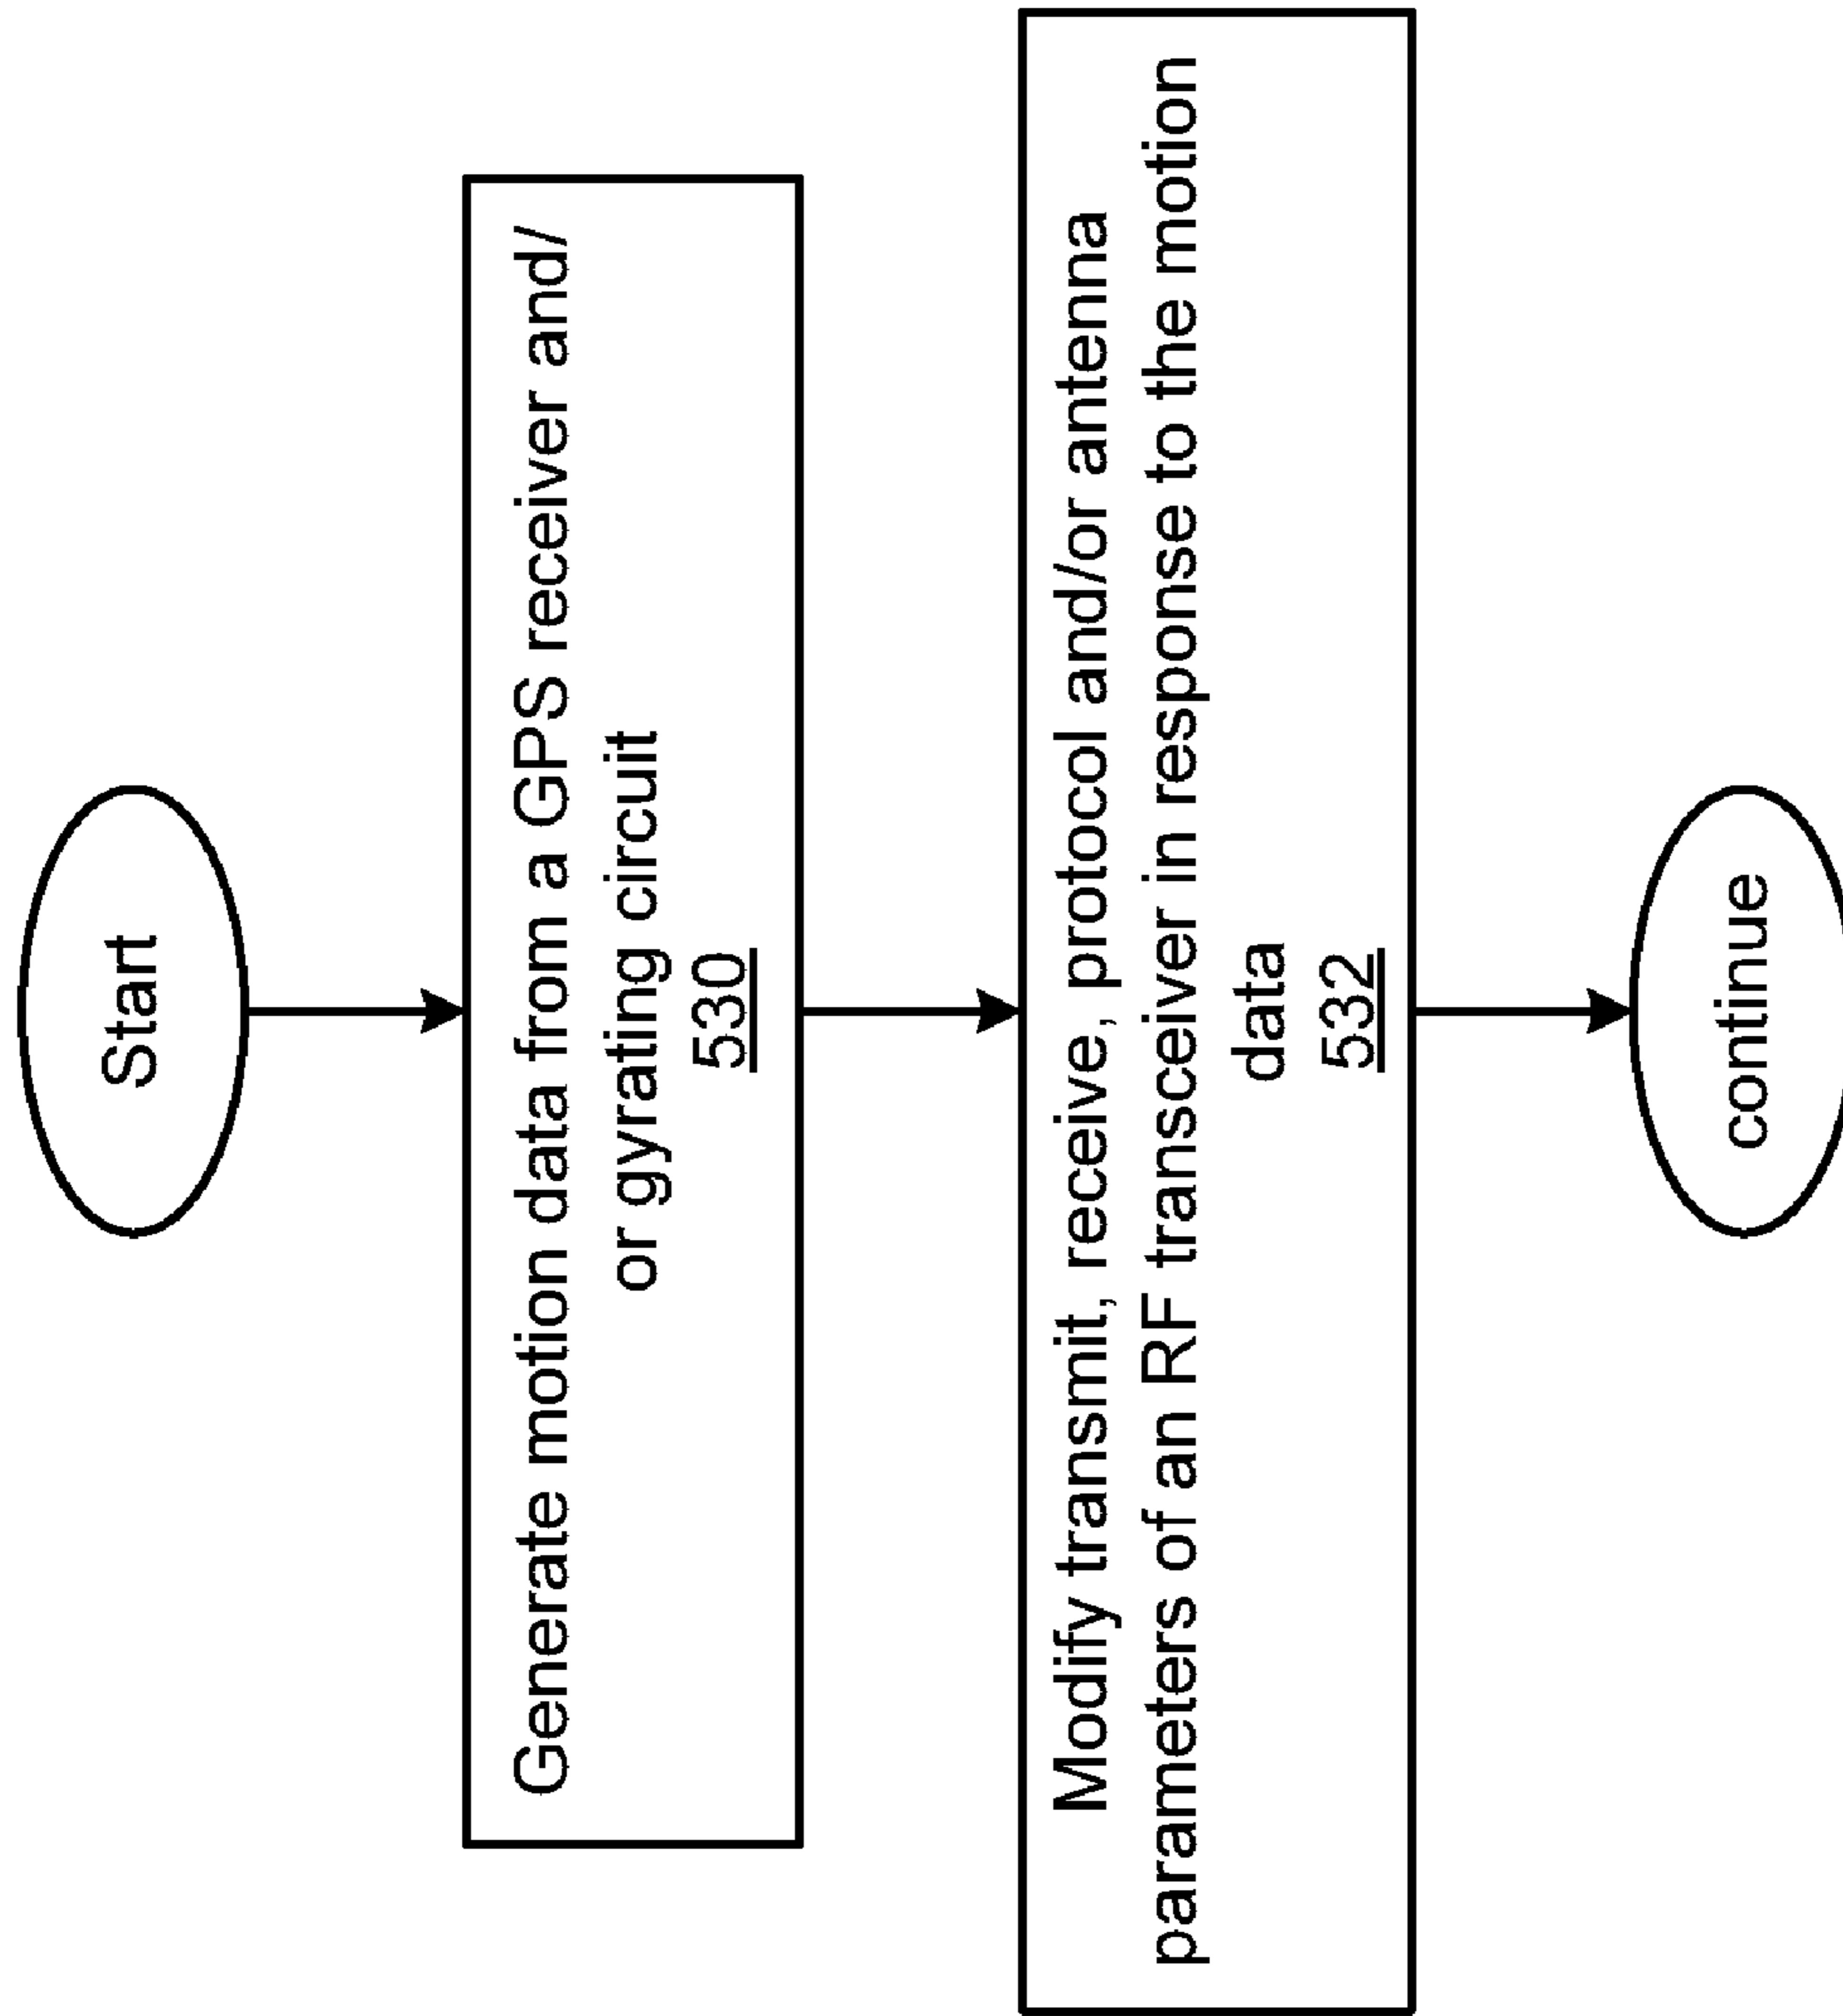 Start
Generate motion data from a GPS receiver and/
or gyrating circuit
530
Modify transmit, receive, protocol and/or antenna
parameters of an RF transceiver in response to the motion
data
532
continue